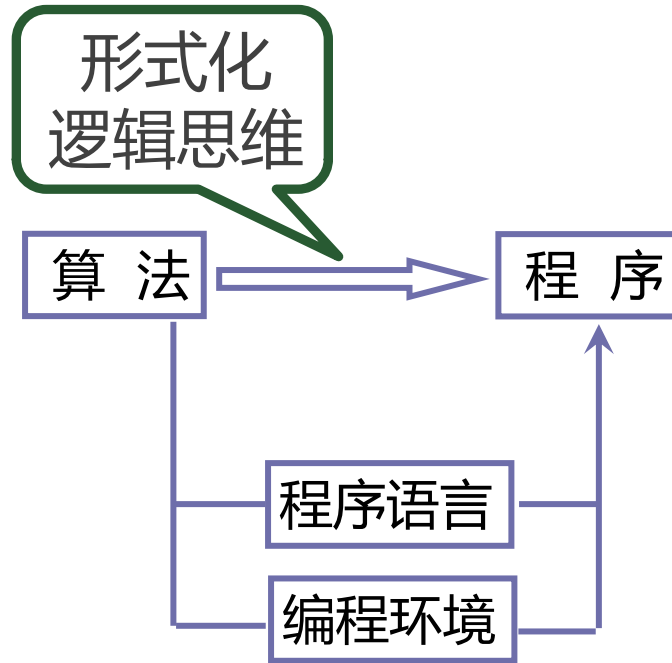 形式化
逻辑思维
算 法
程 序
程序语言
编程环境